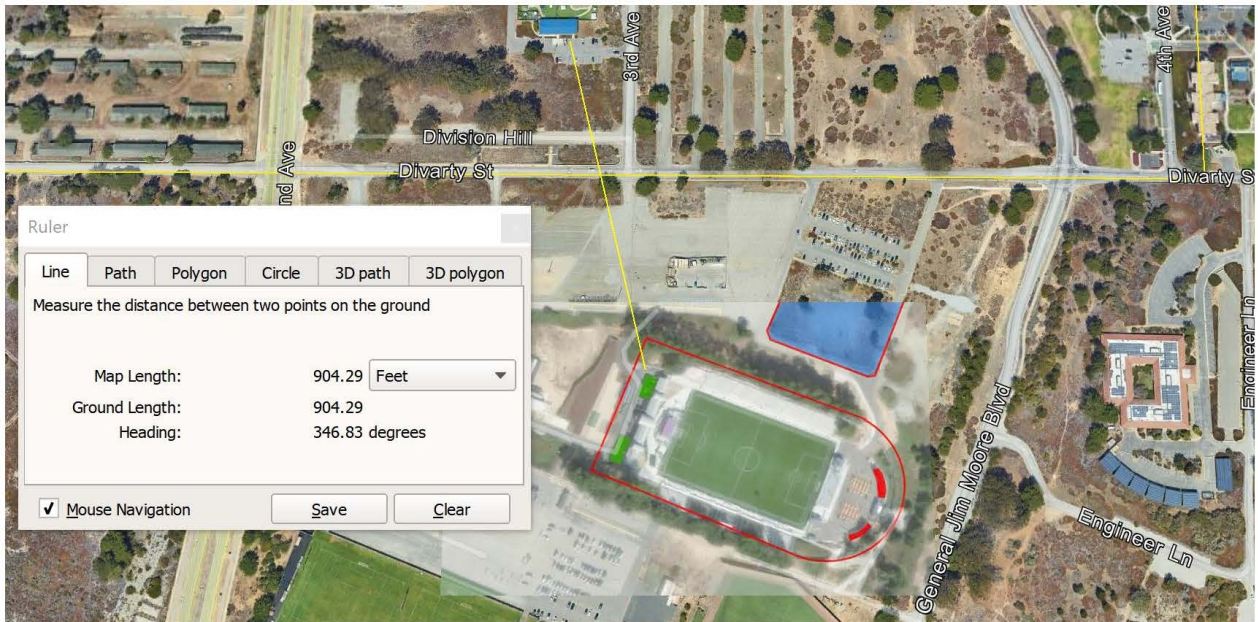 3rd Ave
4th Ave
Division Hill
Divarty St
Divarty S
nd Ave
Ruler
Line Path Polygon Circle 3D path 3D polygon
Measure the distance between two points on the ground
Map Length: 904.29 Feet
Ground Length: 904.29
Heading: 346.83 degrees
Mouse Navigation Save Clear
General Jim Moore Blvd
Engineer Ln
Engineer Ln